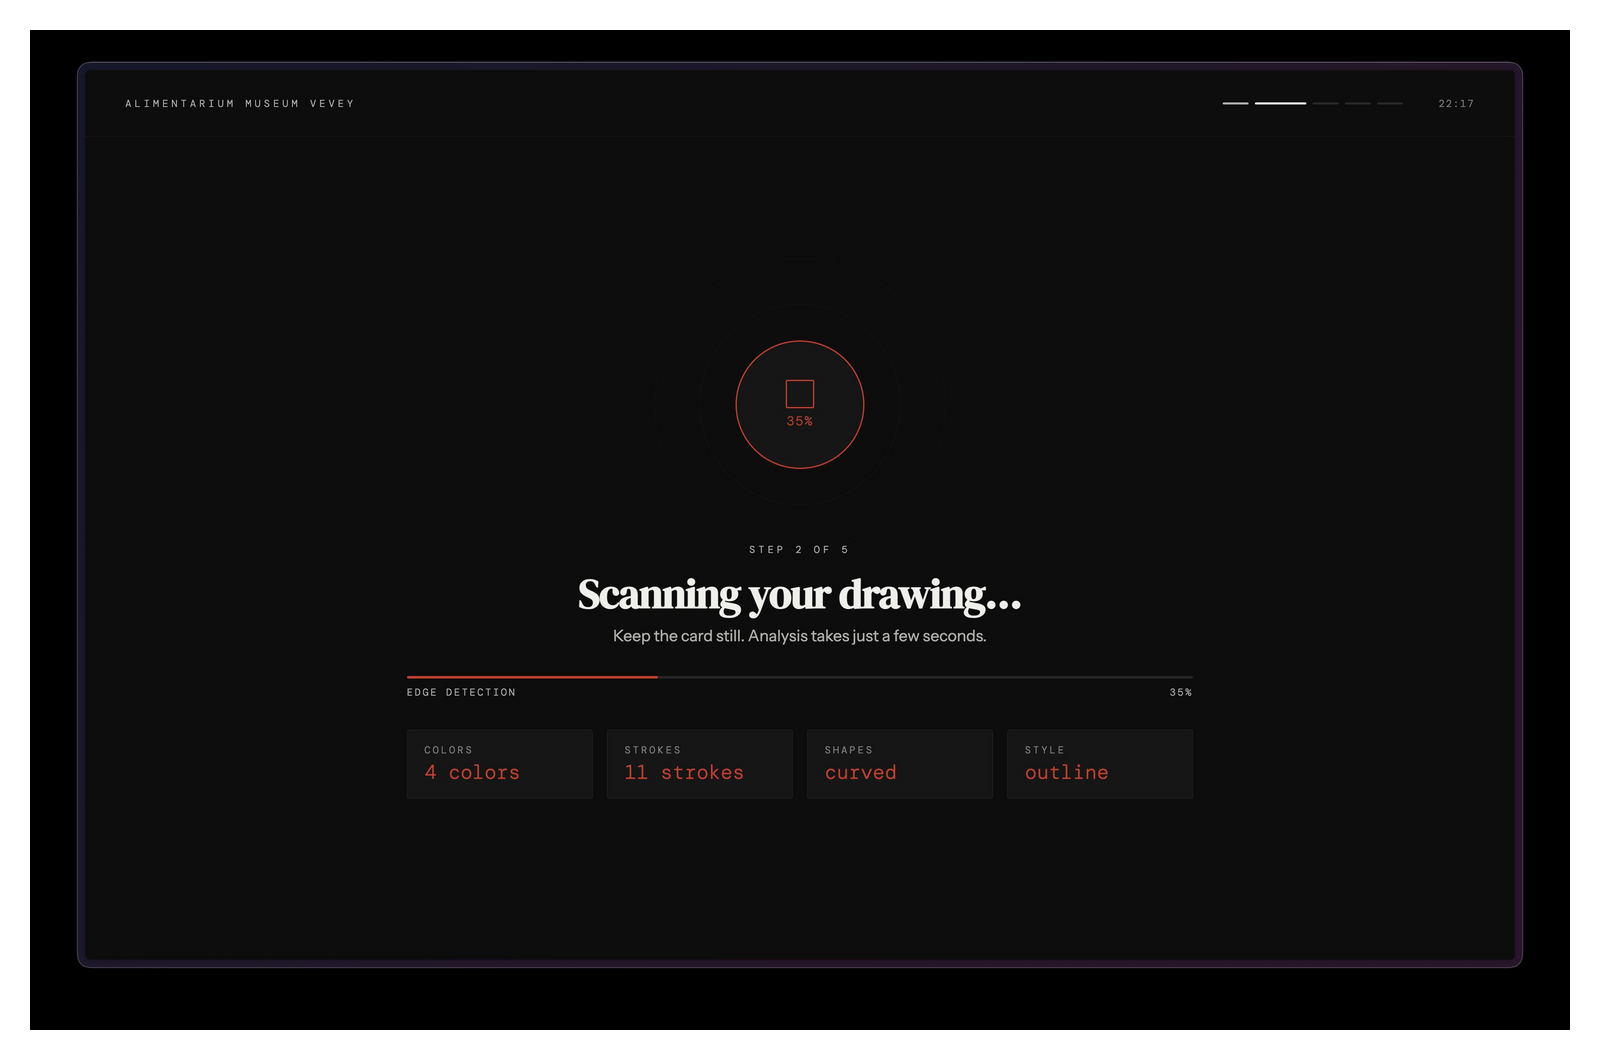 ALIMENTARIUM MUSEUM VEVEY
22:17
35%
STEP 2 OF 5
Scanning your drawing...
Keep the card still. Analysis takes just a few seconds.
EDGE DETECTION 35%
COLORS STROKES SHAPES STYLE
4 colors 11 strokes curved outline